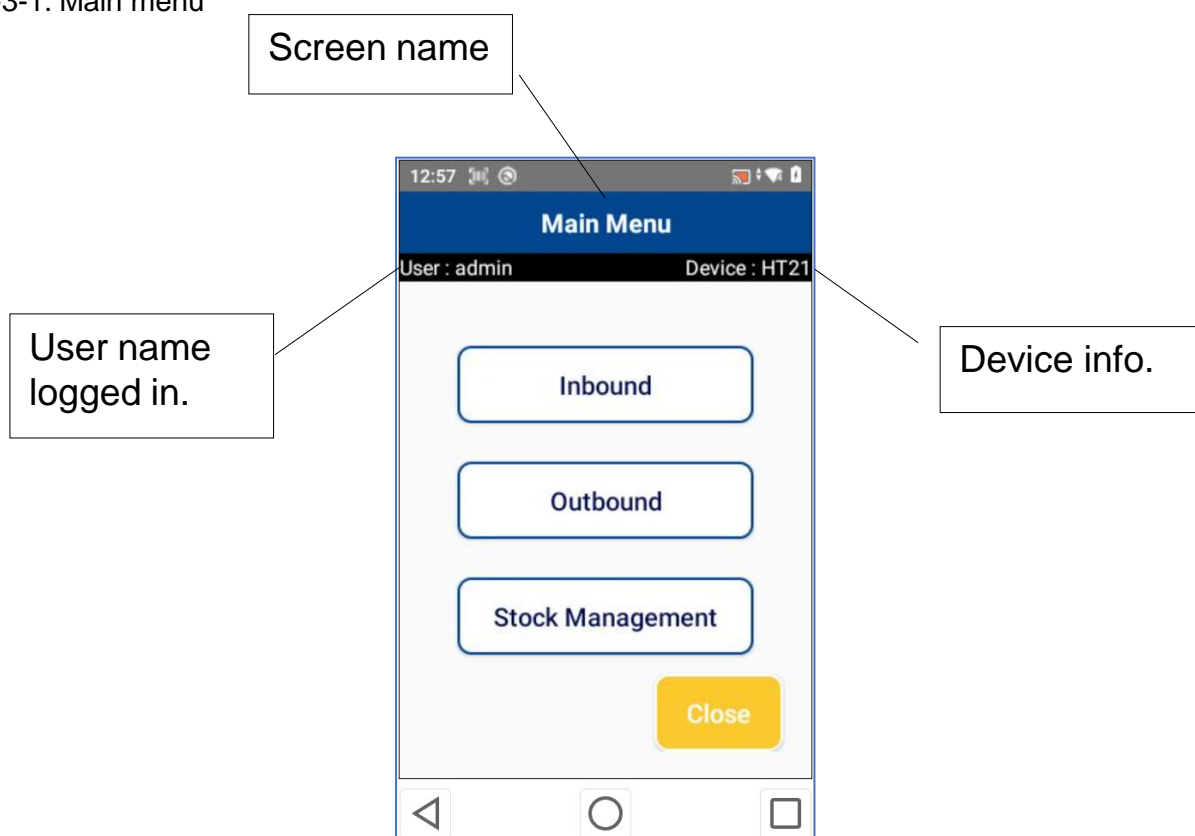 3-1. Main menu
Screen name
12:57
Main Menu
User : admin
Device : HT21
User name
logged in.
Device info.
Inbound
Outbound
Stock Management
Close